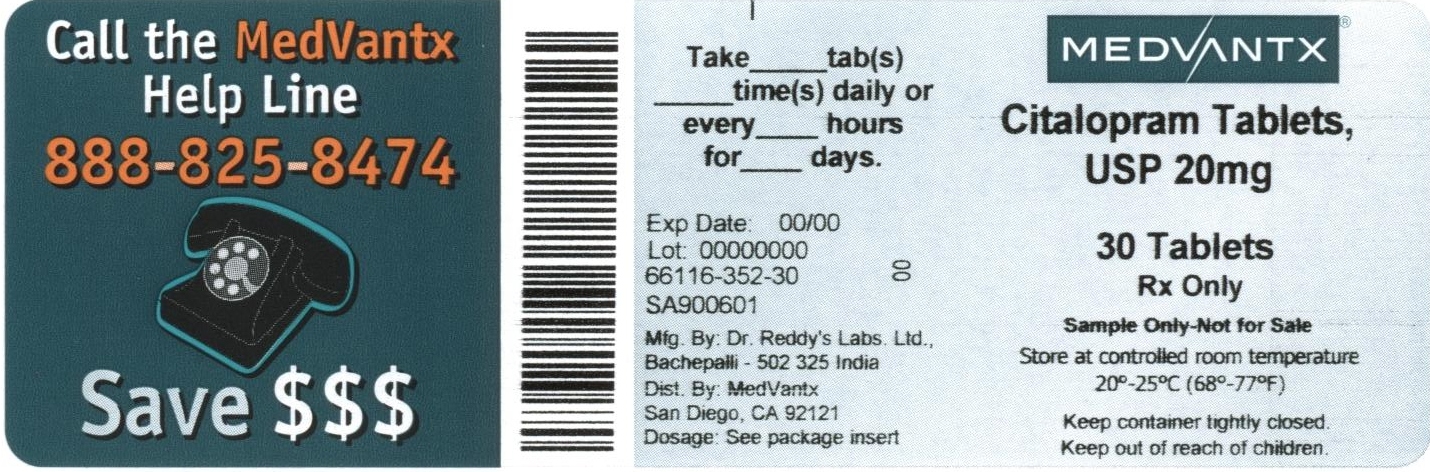 Call the MedVantx
Help Line
888-825-8474
Save $$$
Take_____tab(s)
_____time(s) daily or
every____ hours
for____ days.
Exp Date: 00/00
Lot: 00000000
66116-352-30
00
SA900601
Mfg. By: Dr. Reddy's Labs. Ltd.,
Bachepalli - 502 325 India
Dist. By: MedVantx
San Diego, CA 92121
Dosage: See package insert
MEDVANTX®
Citalopram Tablets,
USP 20mg
30 Tablets
Rx Only
Sample Only-Not for Sale
Store at controlled room temperature
20º-25ºC (68º-77ºF)
Keep container tightly closed.
Keep out of reach of children.